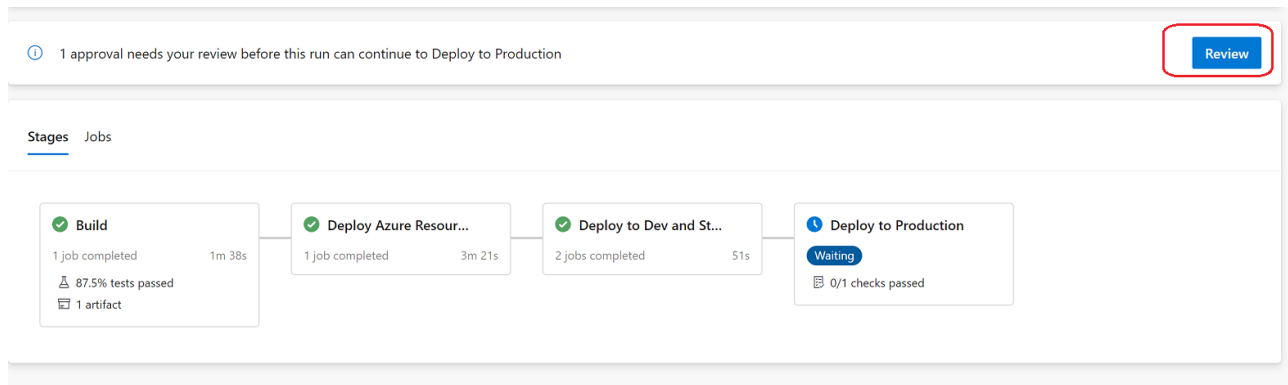 1 approval needs your review before this run can continue to Deploy to Production
Review
Stages Jobs
Build
1 job completed 1m 38s
87.5% tests passed
1 artifact
Deploy Azure Resour...
1 job completed 3m 21s
Deploy to Dev and St...
2 jobs completed 51s
Deploy to Production
Waiting
0/1 checks passed